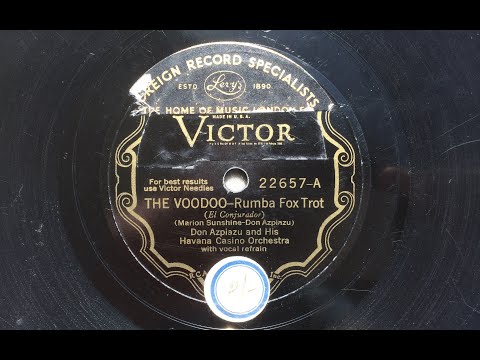 FOREIGN RECORD SPECIALISTS
ESTD Levy's 1890
THE HOME OF MUSIC LONDON
MADE IN U.S.A.
VICTOR
For best results
use Victor Needles
22657-A
THE VOODOO–Rumba Fox Trot
(El Conjurador)
(Marion Sunshine-Don Azpiazu)
Don Azpiazu and His
Havana Casino Orchestra
with vocal refrain
RCA
Inc.